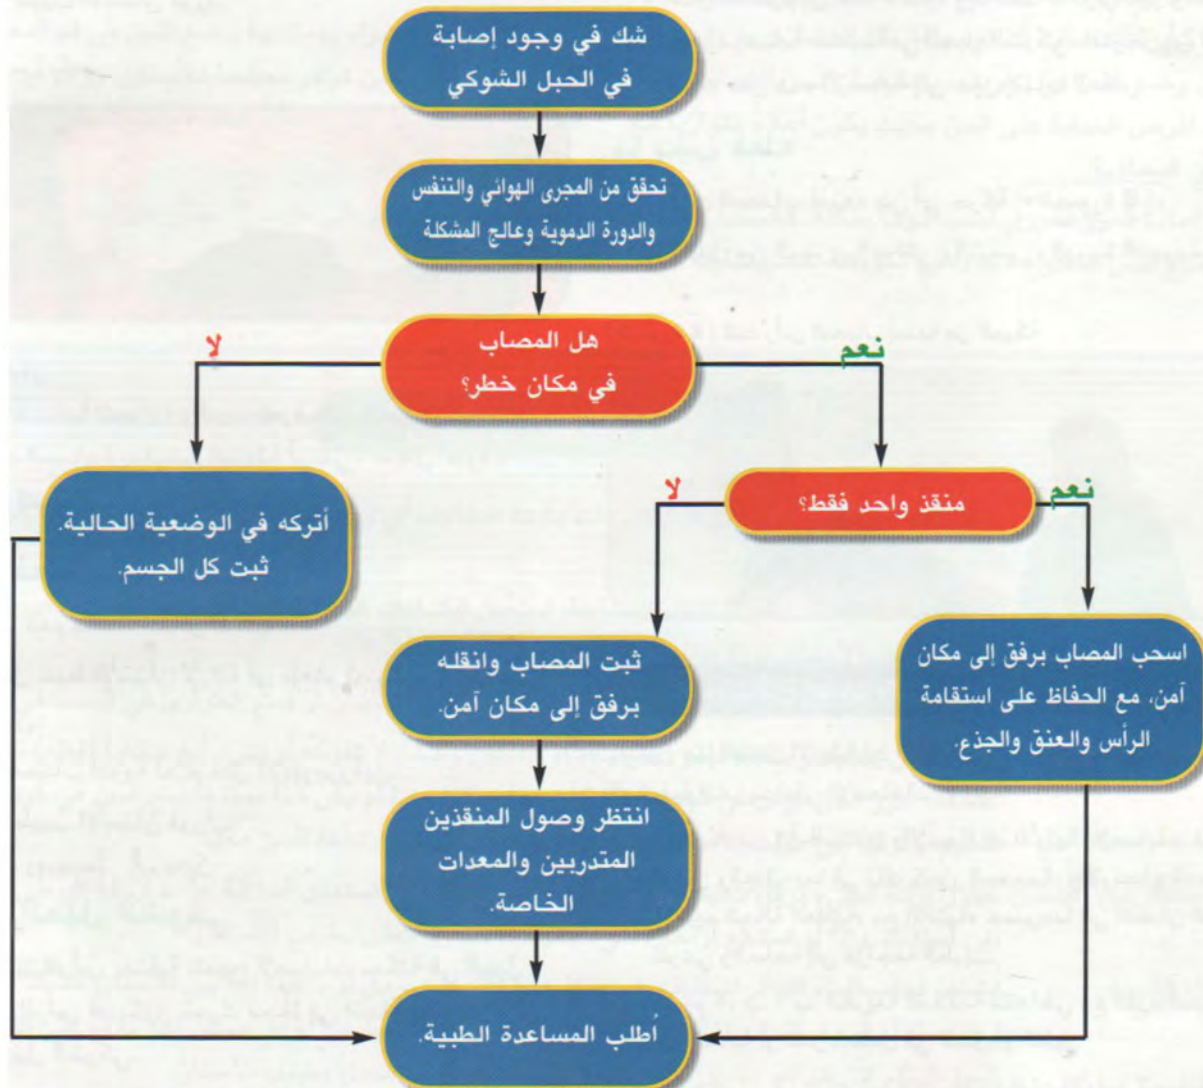 شك في وجود إصابة
في الحبل الشوكي
تحقق من المجرى الهوائي والتنفس
والدورة الدموية وعالج المشكلة
هل المصاب
في مكان خطر؟
لا
نعم
منقذ واحد فقط؟
لا
نعم
أتركه في الوضعية الحالية.
ثبت كل الجسم.
ثبت المصاب وانقله
برفق إلى مكان آمن.
اسحب المصاب برفق إلى مكان
آمن، مع الحفاظ على استقامة
الرأس والعنق والجذع.
انتظر وصول المنقذين
المتدربين والمعدات
الخاصة.
أطلب المساعدة الطبية.